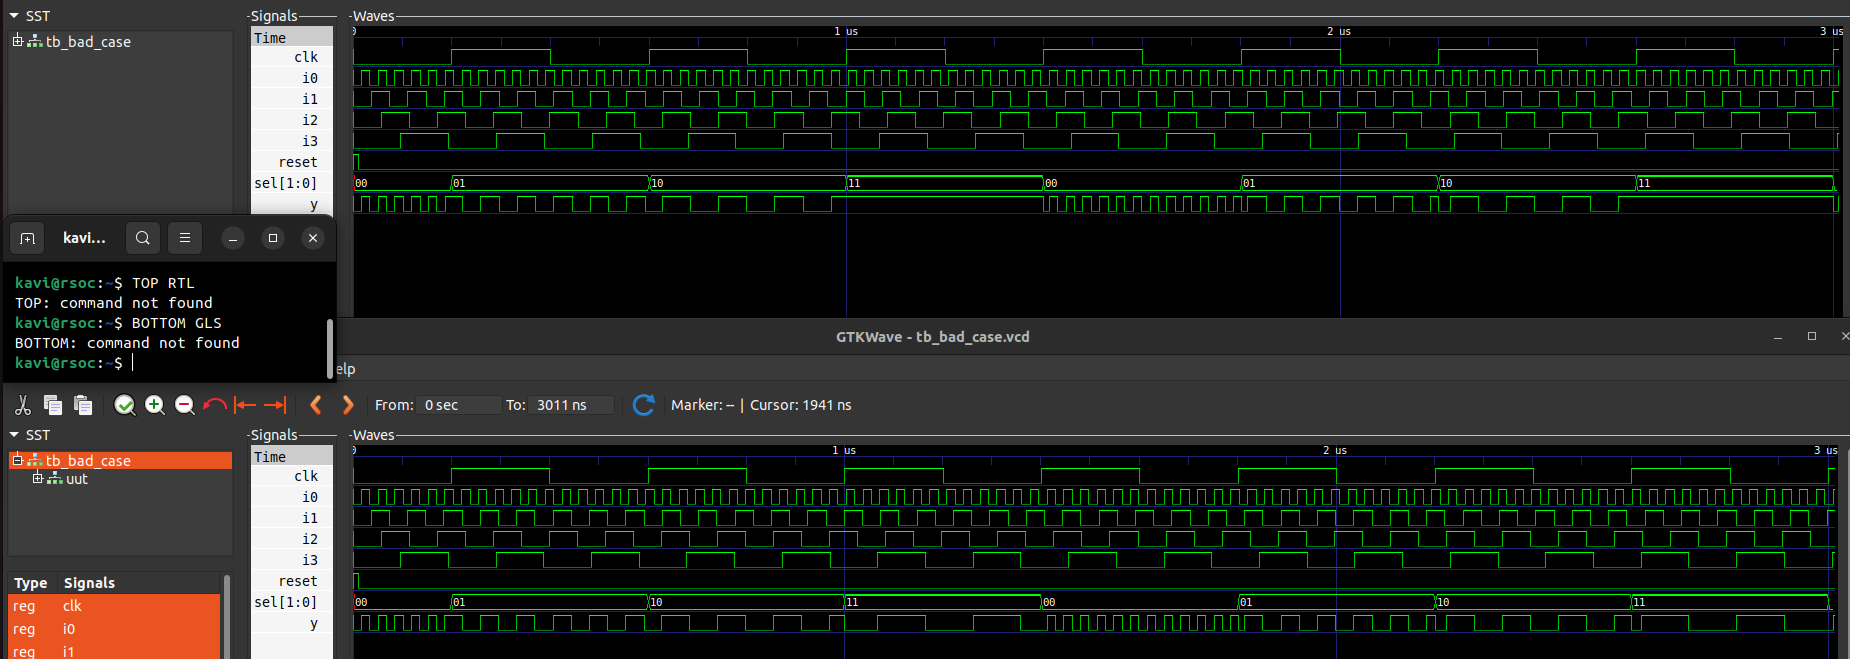 SST
tb_bad_case
Signals
Time
clk
i0
i1
i2
i3
reset
sel[1:0]
y
Waves
0 1 us 2 us 3 us
00 01 10 11 00 01 10 11
kavi...
kavi@rsoc:~$ TOP RTL
TOP: command not found
kavi@rsoc:~$ BOTTOM GLS
BOTTOM: command not found
kavi@rsoc:~$
GTKWave - tb_bad_case.vcd
elp
From: 0 sec To: 3011 ns Marker: -- | Cursor: 1941 ns
SST
tb_bad_case
uut
Type Signals
reg clk
reg i0
reg i1
Signals
Time
clk
i0
i1
i2
i3
reset
sel[1:0]
y
Waves
0 1 us 2 us 3 us
00 01 10 11 00 01 10 11